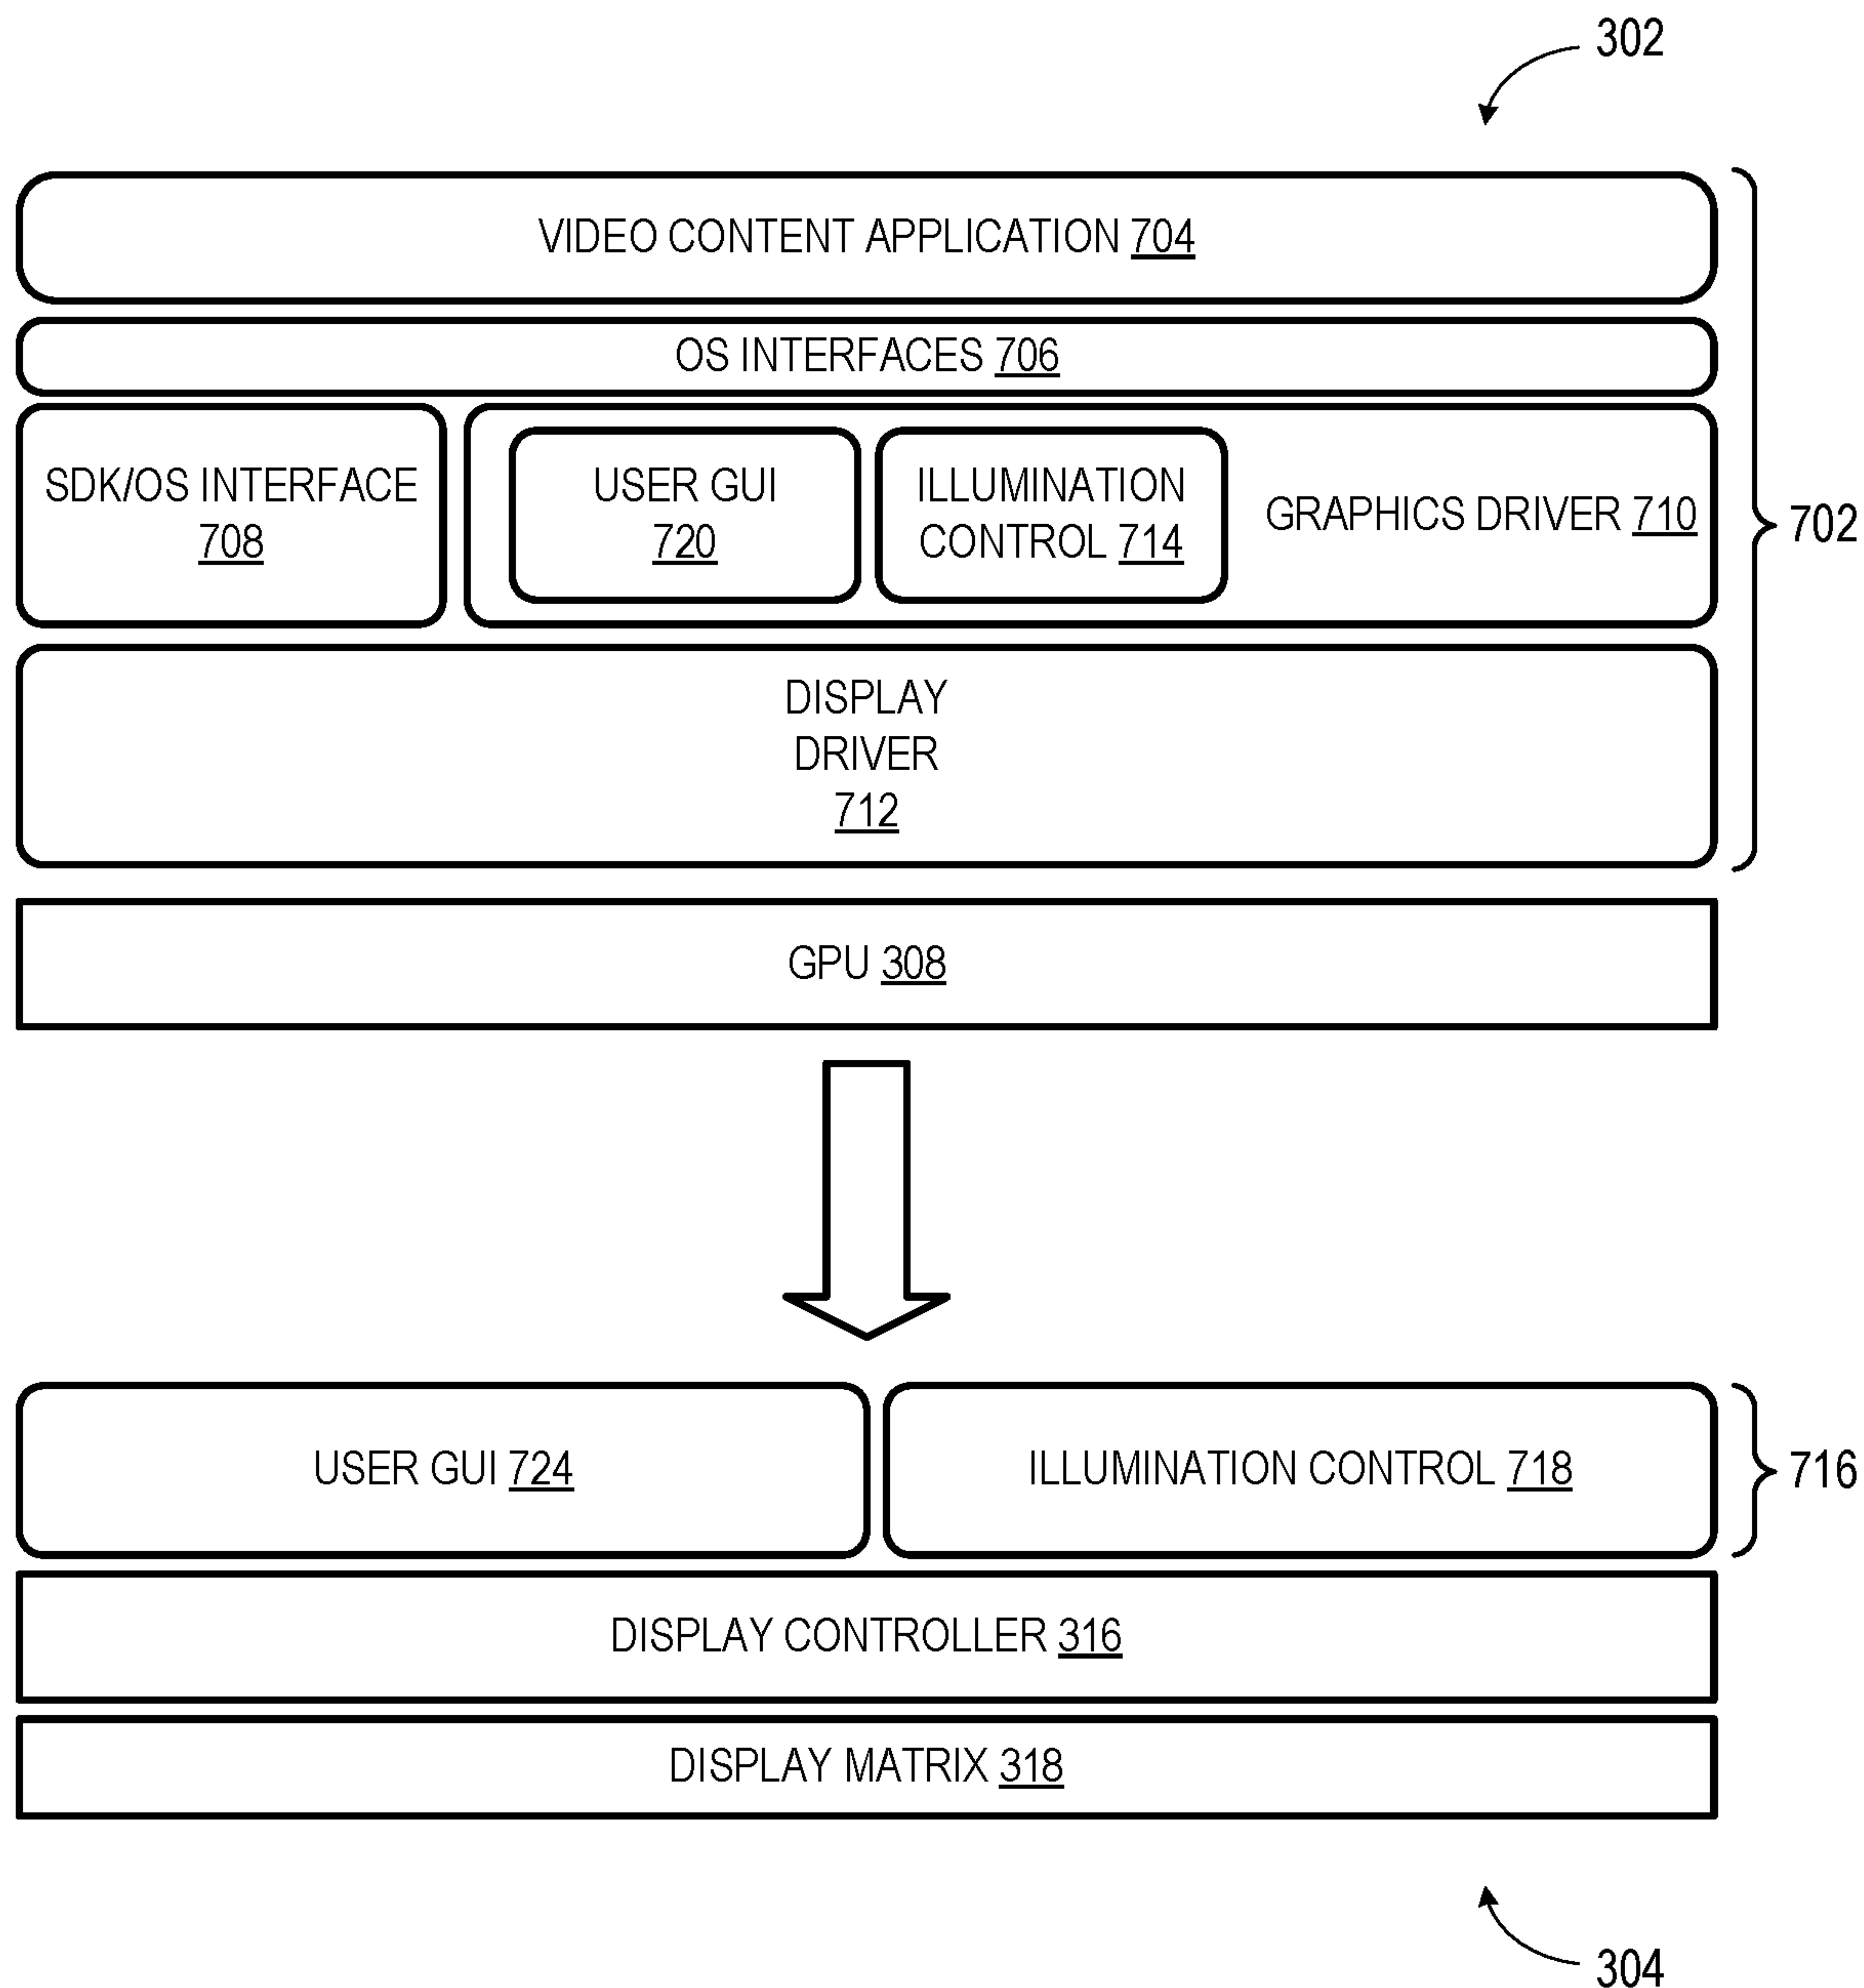 302
VIDEO CONTENT APPLICATION 704
OS INTERFACES 706
SDK/OS INTERFACE
708
USER GUI
720
ILLUMINATION
CONTROL 714
GRAPHICS DRIVER 710
702
DISPLAY
DRIVER
712
GPU 308
USER GUI 724
ILLUMINATION CONTROL 718
716
DISPLAY CONTROLLER 316
DISPLAY MATRIX 318
304